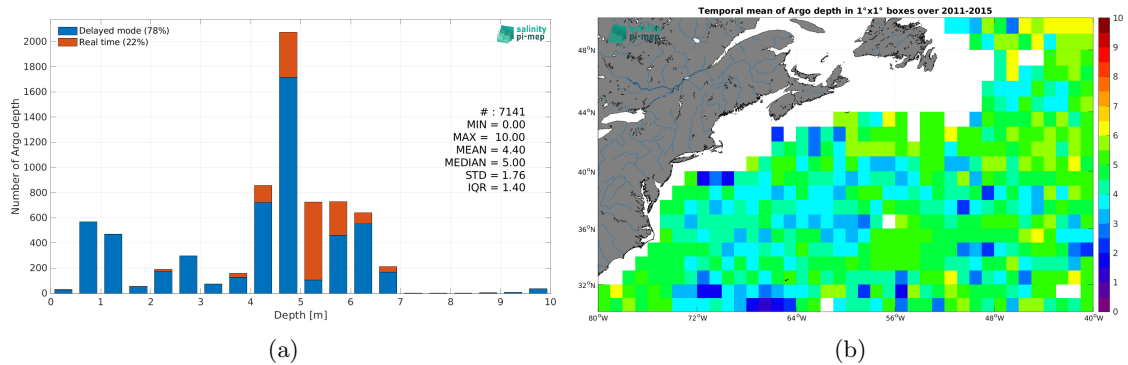 Delayed mode (78%)
Real time (22%)
salinity
pi-mep
# : 7141
MIN = 0.00
MAX = 10.00
MEAN = 4.40
MEDIAN = 5.00
STD = 1.76
IQR = 1.40
Number of Argo depth
2000
1800
1600
1400
1200
1000
800
600
400
200
0
0 1 2 3 4 5 6 7 8 9 10
Depth [m]
(a)
Temporal mean of Argo depth in 1°x1° boxes over 2011-2015
salinity
pi-mep
48°N
44°N
40°N
36°N
32°N
80°W 72°W 64°W 56°W 48°W 40°W
10
9
8
7
6
5
4
3
2
1
0
(b)